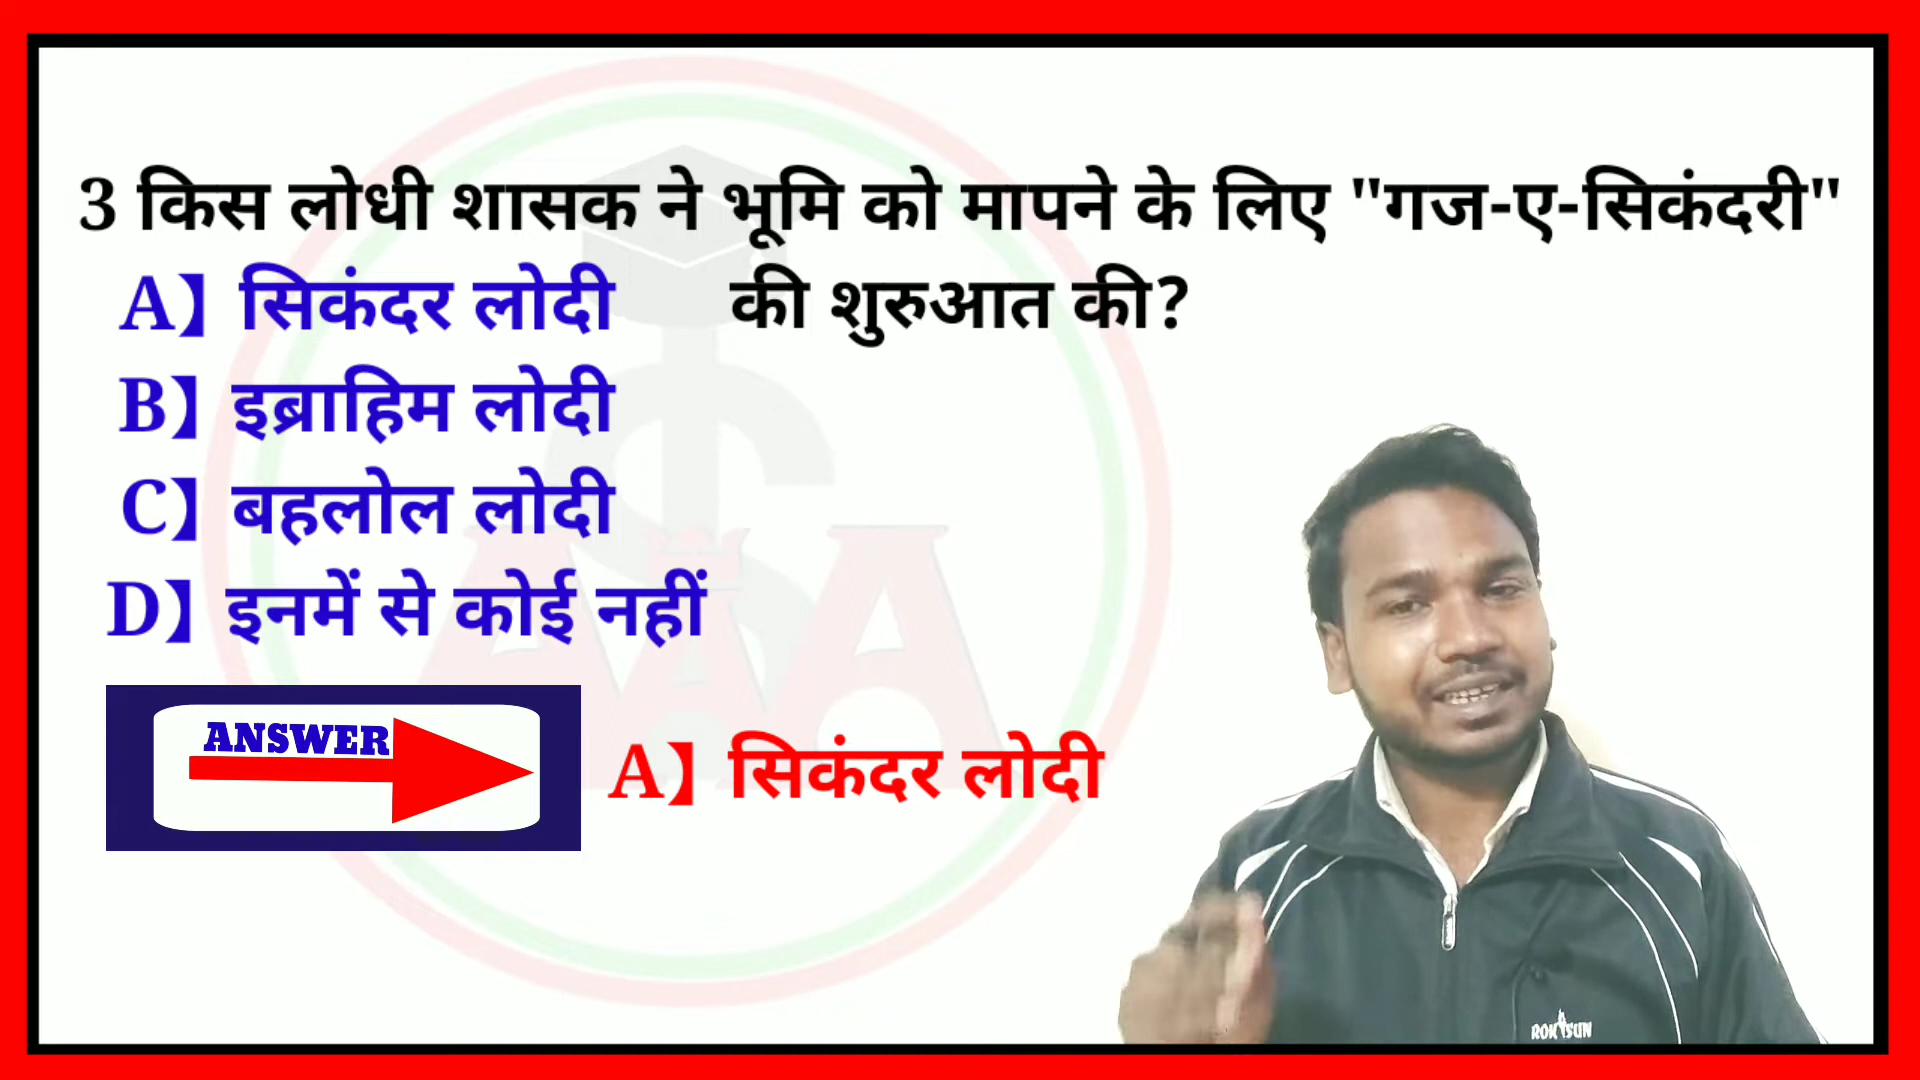 3 किस लोधी शासक ने भूमि को मापने के लिए "गज-ए-सिकंदरी"
की शुरुआत की?
A】सिकंदर लोदी
B】इब्राहिम लोदी
C】बहलोल लोदी
D】इनमें से कोई नहीं
ANSWER
A】सिकंदर लोदी